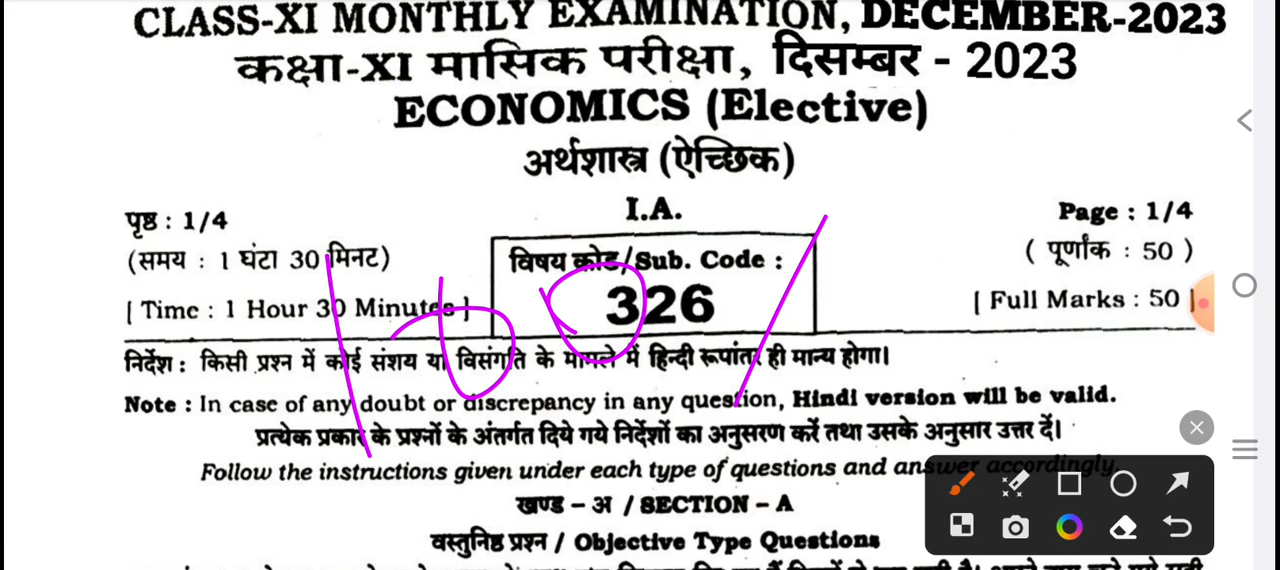 CLASS-XI MONTHLY EXAMINATION, DECEMBER-2023
कक्षा-XI मासिक परीक्षा, दिसम्बर - 2023
ECONOMICS (Elective)
अर्थशास्त्र (ऐच्छिक)
I.A.
पृष्ठ : 1/4 Page : 1/4
(समय : 1 घंटा 30 मिनट) विषय कोड/Sub. Code : ( पूर्णांक : 50 )
[ Time : 1 Hour 30 Minutes ] 326 [ Full Marks : 50 ]
निर्देश : किसी प्रश्न में कोई संशय या विसंगति के मामले में हिन्दी रूपांतर ही मान्य होगा।
Note : In case of any doubt or discrepancy in any question, Hindi version will be valid.
प्रत्येक प्रकार के प्रश्नों के अंतर्गत दिये गये निर्देशों का अनुसरण करें तथा उसके अनुसार उत्तर दें।
Follow the instructions given under each type of questions and answer accordingly.
खण्ड - अ / SECTION - A
वस्तुनिष्ठ प्रश्न / Objective Type Questions